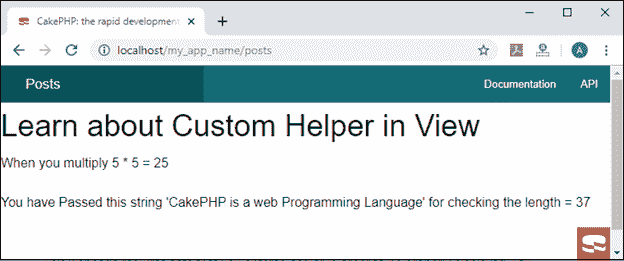 CakePHP: the rapid development
localhost/my_app_name/posts
A
Posts
Documentation
API
Learn about Custom Helper in View
When you multiply 5 * 5 = 25
You have Passed this string 'CakePHP is a web Programming Language' for checking the length = 37